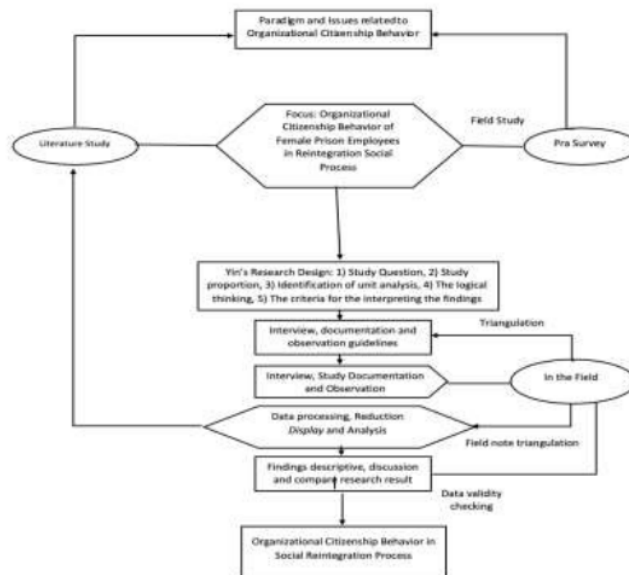 Paradigm and Issues related to
Organizational Citizenship Behavior
Focus: Organizational
Citizenship Behavior of
Female Prison Employees
in Reintegration Social
Process
Literature Study
Field Study
Pra Survey
Yin's Research Design: 1) Study Question, 2) Study
proportion, 3) Identification of unit analysis, 4) The logical
thinking, 5) The criteria for the interpreting the findings
Interview, documentation and
observation guidelines
Triangulation
Interview, Study Documentation
and Observation
In the Field
Data processing, Reduction
Display and Analysis
Field note triangulation
Findings descriptive, discussion
and compare research result
Data validity
checking
Organizational Citizenship Behavior in
Social Reintegration Process